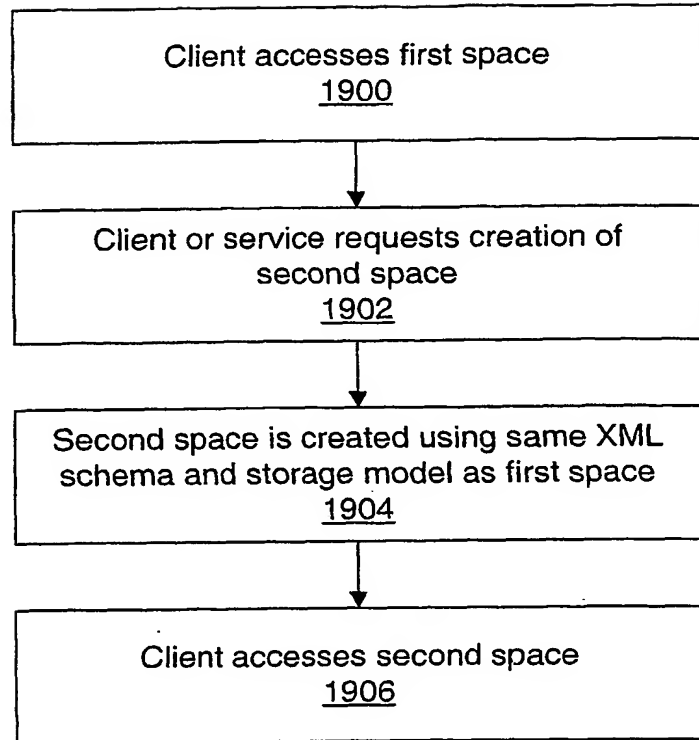 Client accesses first space
1900
Client or service requests creation of
second space
1902
Second space is created using same XML
schema and storage model as first space
1904
Client accesses second space
1906